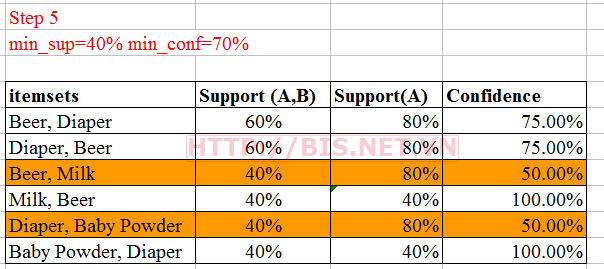 Step 5
min_sup=40% min_conf=70%
itemsets Support (A,B) Support(A) Confidence
Beer, Diaper 60% 80% 75.00%
Diaper, Beer 60% 80% 75.00%
HTTP://BIS.NET.VN
Beer, Milk 40% 80% 50.00%
Milk, Beer 40% 40% 100.00%
Diaper, Baby Powder 40% 80% 50.00%
Baby Powder, Diaper 40% 40% 100.00%